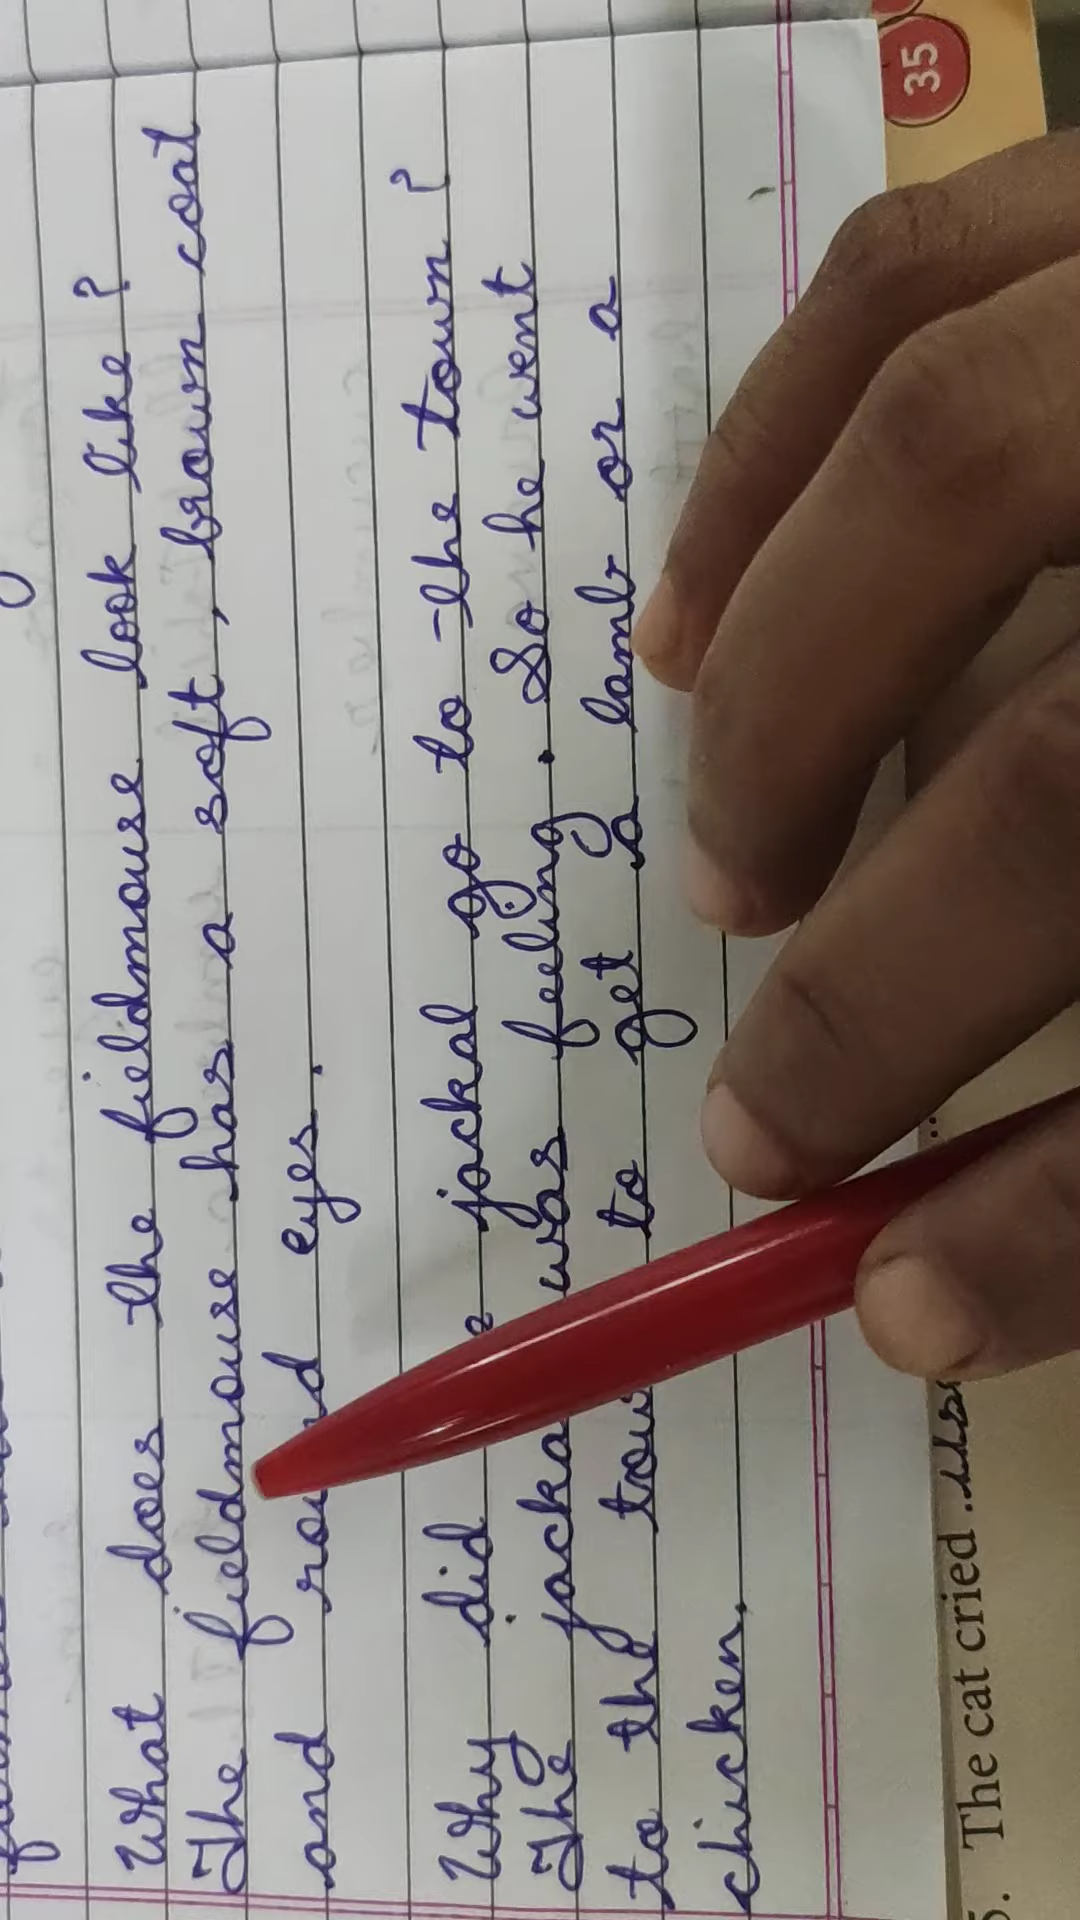 What does the fieldmouse look like?
The fieldmouse has a soft, brown coat
and round eyes.
Why did jackal go to the town?
The jackal was feeling. So he went
to the town to get a lamb or a
chicken.
35
5. The cat cried